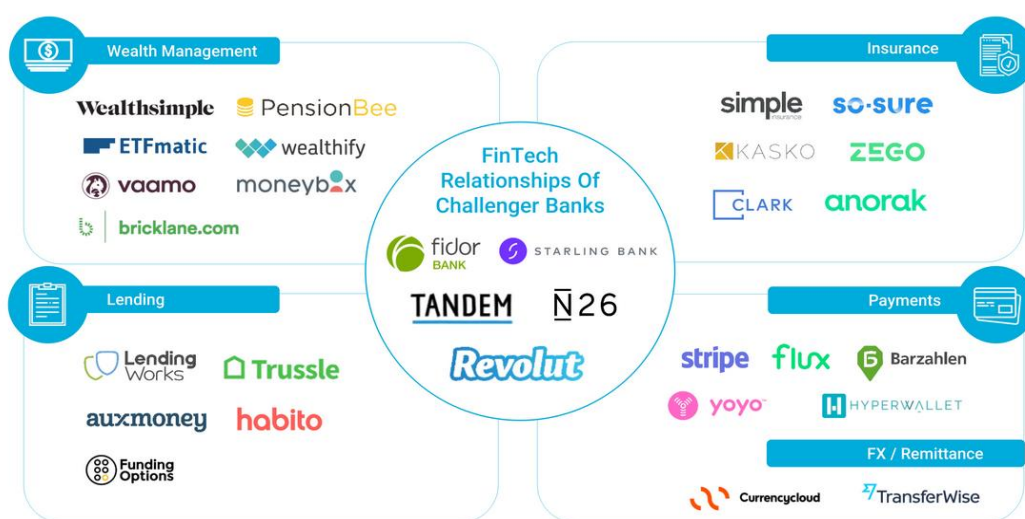 Wealth Management
Wealthsimple PensionBee
ETFmatic wealthify
vaamo moneybox
bricklane.com
Insurance
simple insurance so-sure
KASKO ZEGO
CLARK anorak
FinTech
Relationships Of
Challenger Banks
fidor BANK STARLING BANK
TANDEM N26
Revolut
Lending
Lending Works Trussle
auxmoney habito
Funding Options
Payments
stripe flux Barzahlen
yoyo HYPERWALLET
FX / Remittance
Currencycloud TransferWise